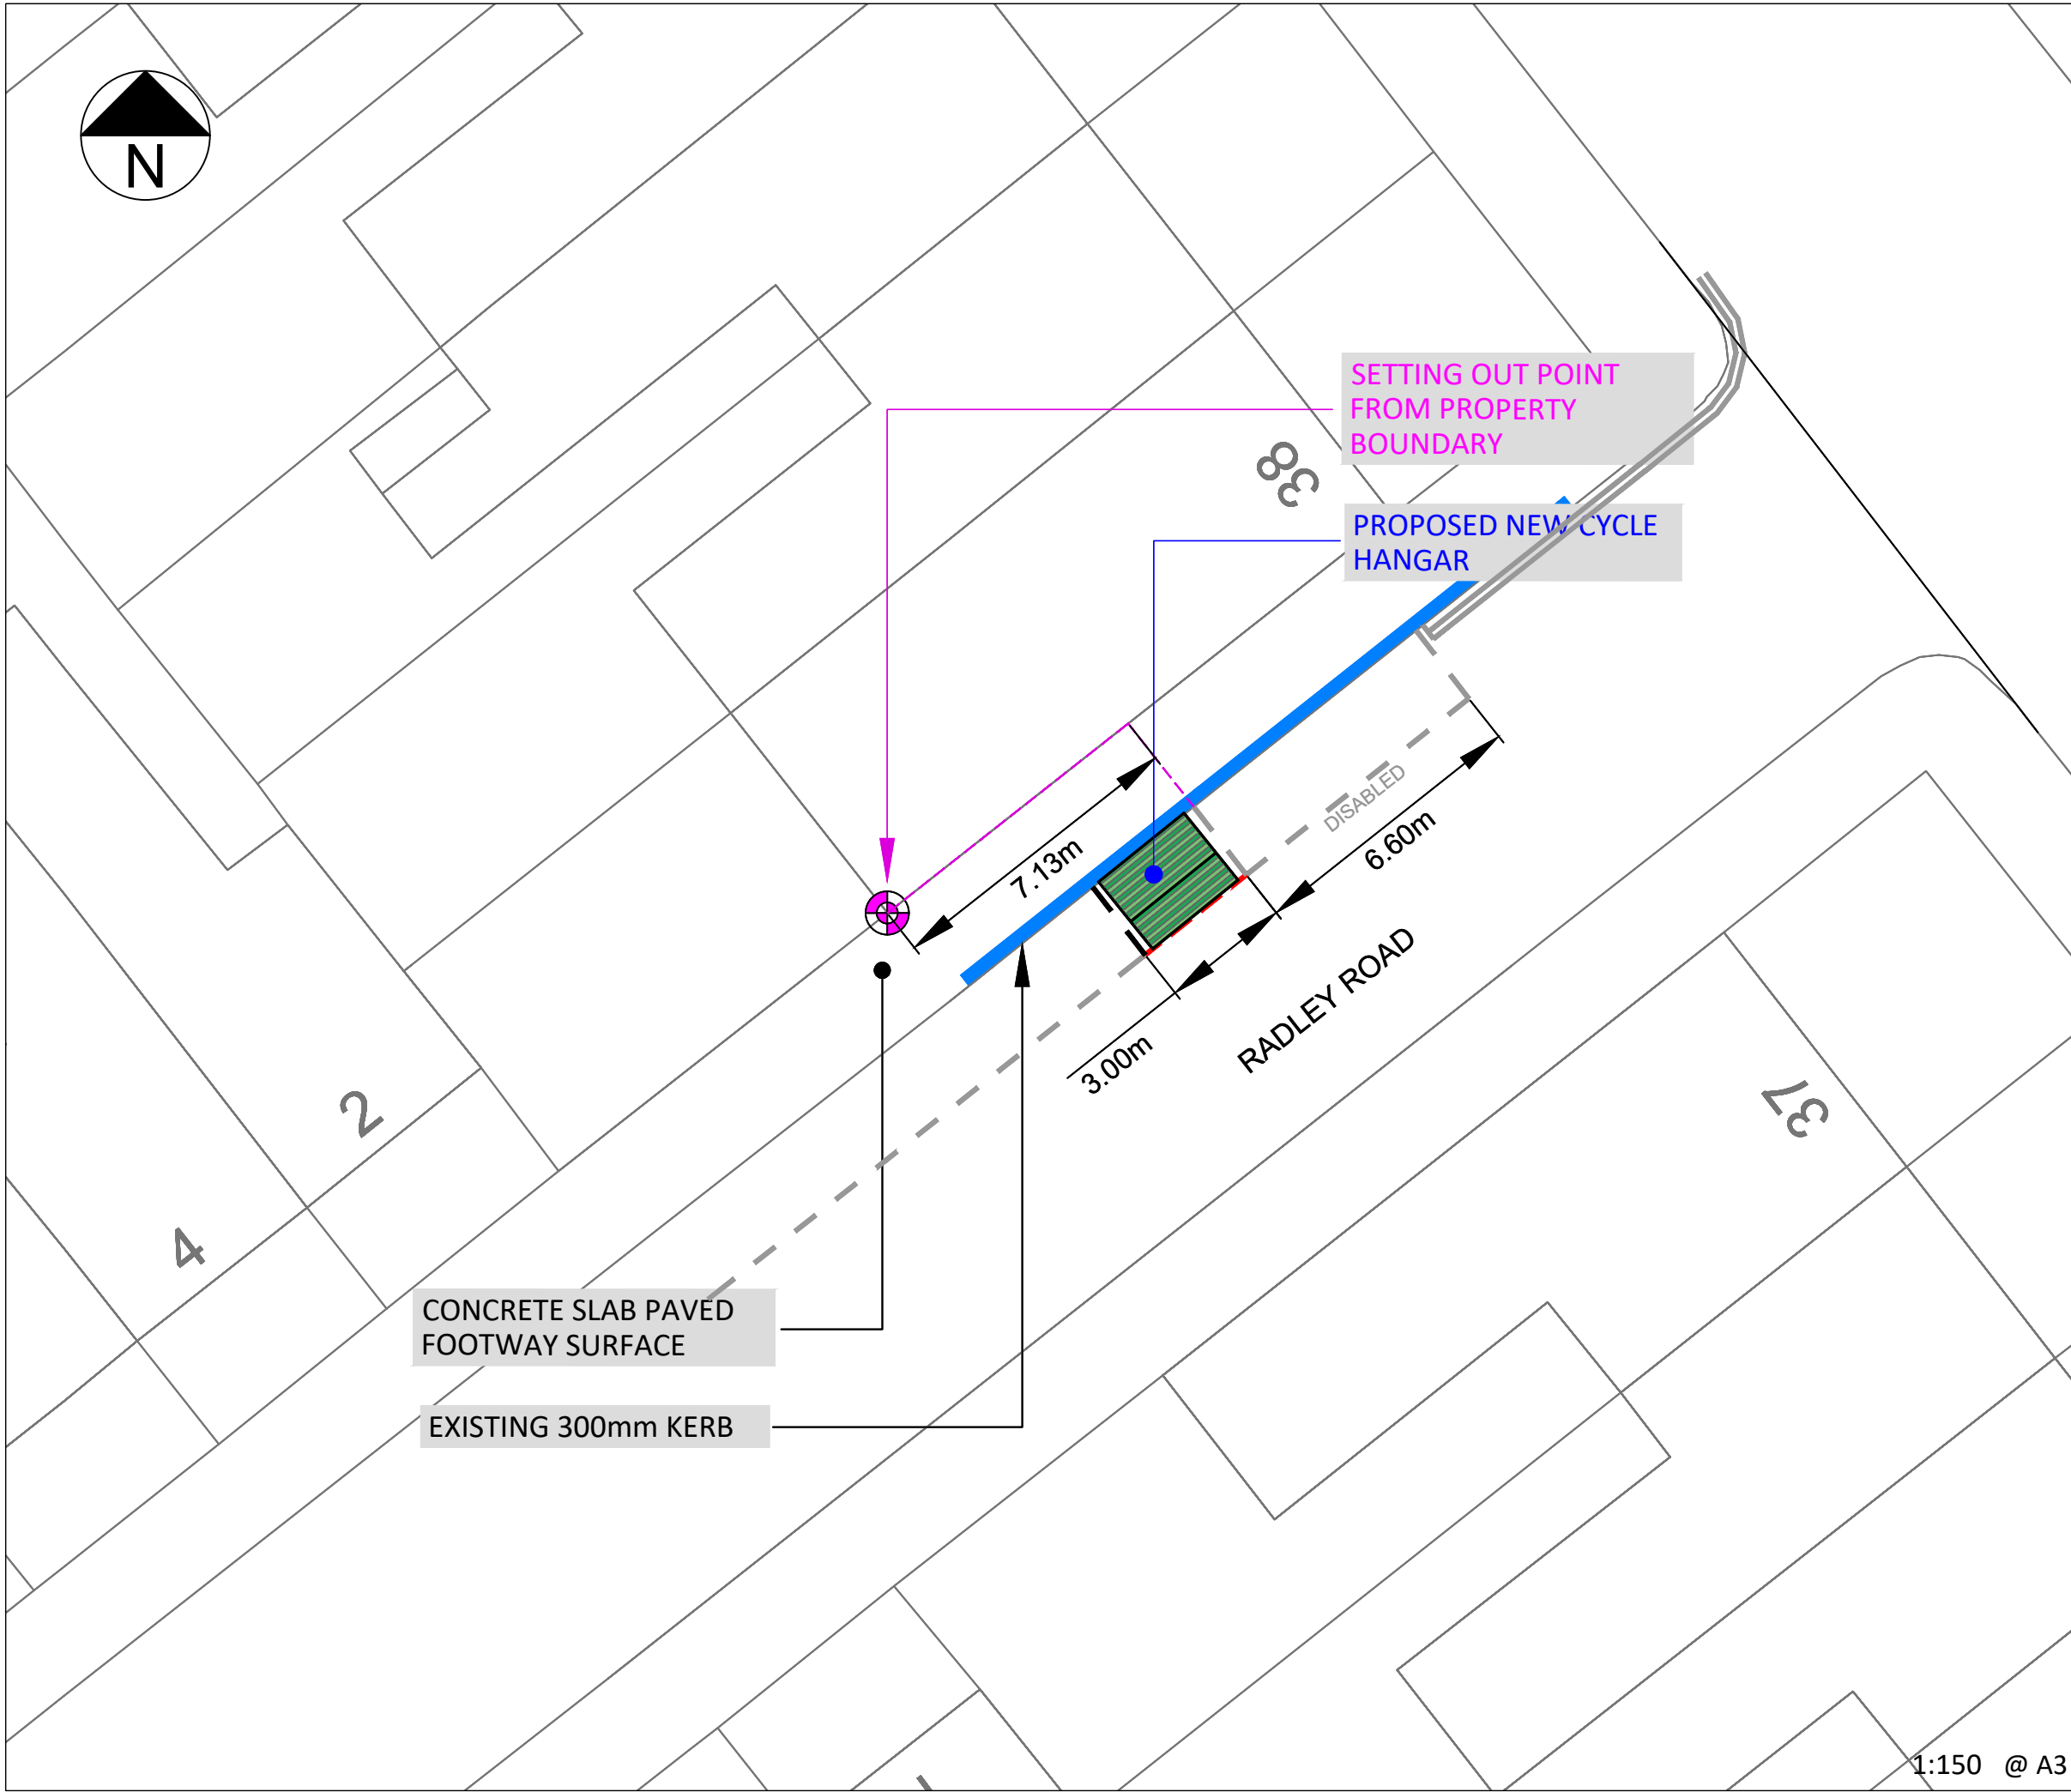 N
SETTING OUT POINT
FROM PROPERTY
BOUNDARY
38
PROPOSED NEW CYCLE
HANGAR
DISABLED
6.60m
7.13m
3.00m
RADLEY ROAD
37
2
4
CONCRETE SLAB PAVED
FOOTWAY SURFACE
EXISTING 300mm KERB
1:150 @ A3